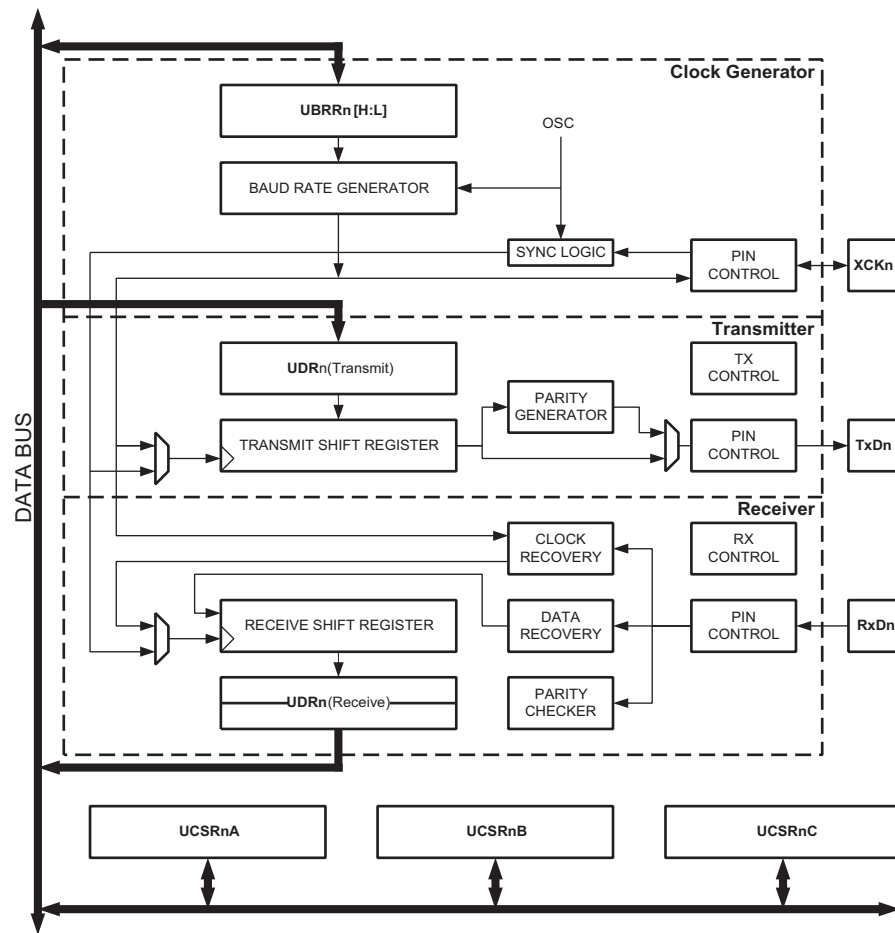 Clock Generator
UBRRn [H:L]
OSC
BAUD RATE GENERATOR
SYNC LOGIC
PIN
CONTROL
XCKn
Transmitter
UDRn(Transmit)
TX
CONTROL
PARITY
GENERATOR
TRANSMIT SHIFT REGISTER
PIN
CONTROL
TxDn
DATA BUS
Receiver
CLOCK
RECOVERY
RX
CONTROL
RECEIVE SHIFT REGISTER
DATA
RECOVERY
PIN
CONTROL
RxDn
UDRn(Receive)
PARITY
CHECKER
UCSRnA
UCSRnB
UCSRnC